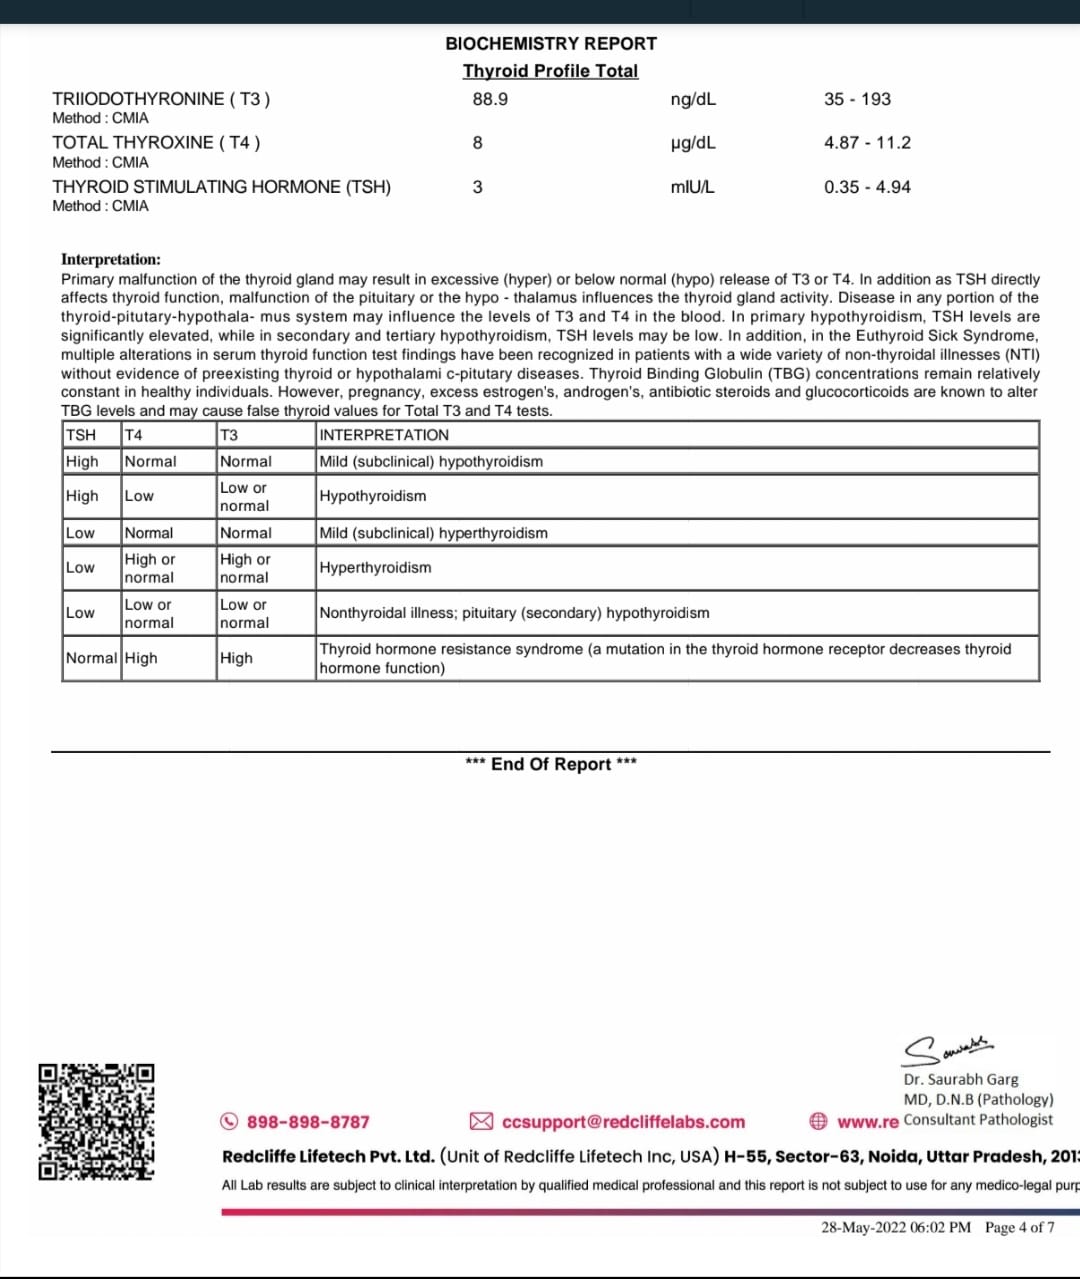 BIOCHEMISTRY REPORT
Thyroid Profile Total
TRIIODOTHYRONINE ( T3 ) 88.9 ng/dL 35 - 193
Method : CMIA
TOTAL THYROXINE ( T4 ) 8 µg/dL 4.87 - 11.2
Method : CMIA
THYROID STIMULATING HORMONE (TSH) 3 mIU/L 0.35 - 4.94
Method : CMIA
Interpretation:
Primary malfunction of the thyroid gland may result in excessive (hyper) or below normal (hypo) release of T3 or T4. In addition as TSH directly
affects thyroid function, malfunction of the pituitary or the hypo - thalamus influences the thyroid gland activity. Disease in any portion of the
thyroid-pitutary-hypothala- mus system may influence the levels of T3 and T4 in the blood. In primary hypothyroidism, TSH levels are
significantly elevated, while in secondary and tertiary hypothyroidism, TSH levels may be low. In addition, in the Euthyroid Sick Syndrome,
multiple alterations in serum thyroid function test findings have been recognized in patients with a wide variety of non-thyroidal illnesses (NTI)
without evidence of preexisting thyroid or hypothalami c-pitutary diseases. Thyroid Binding Globulin (TBG) concentrations remain relatively
constant in healthy individuals. However, pregnancy, excess estrogen's, androgen's, antibiotic steroids and glucocorticoids are known to alter
TBG levels and may cause false thyroid values for Total T3 and T4 tests.
TSH T4 T3 INTERPRETATION
High Normal Normal Mild (subclinical) hypothyroidism
High Low Low or normal Hypothyroidism
Low Normal Normal Mild (subclinical) hyperthyroidism
Low High or normal High or normal Hyperthyroidism
Low Low or normal Low or normal Nonthyroidal illness; pituitary (secondary) hypothyroidism
Normal High High Thyroid hormone resistance syndrome (a mutation in the thyroid hormone receptor decreases thyroid
hormone function)
*** End Of Report ***
Saurabh
Dr. Saurabh Garg
MD, D.N.B (Pathology)
Consultant Pathologist
898-898-8787 ccsupport@redcliffelabs.com www.re
Redcliffe Lifetech Pvt. Ltd. (Unit of Redcliffe Lifetech Inc, USA) H-55, Sector-63, Noida, Uttar Pradesh, 201
All Lab results are subject to clinical interpretation by qualified medical professional and this report is not subject to use for any medico-legal purp
28-May-2022 06:02 PM Page 4 of 7